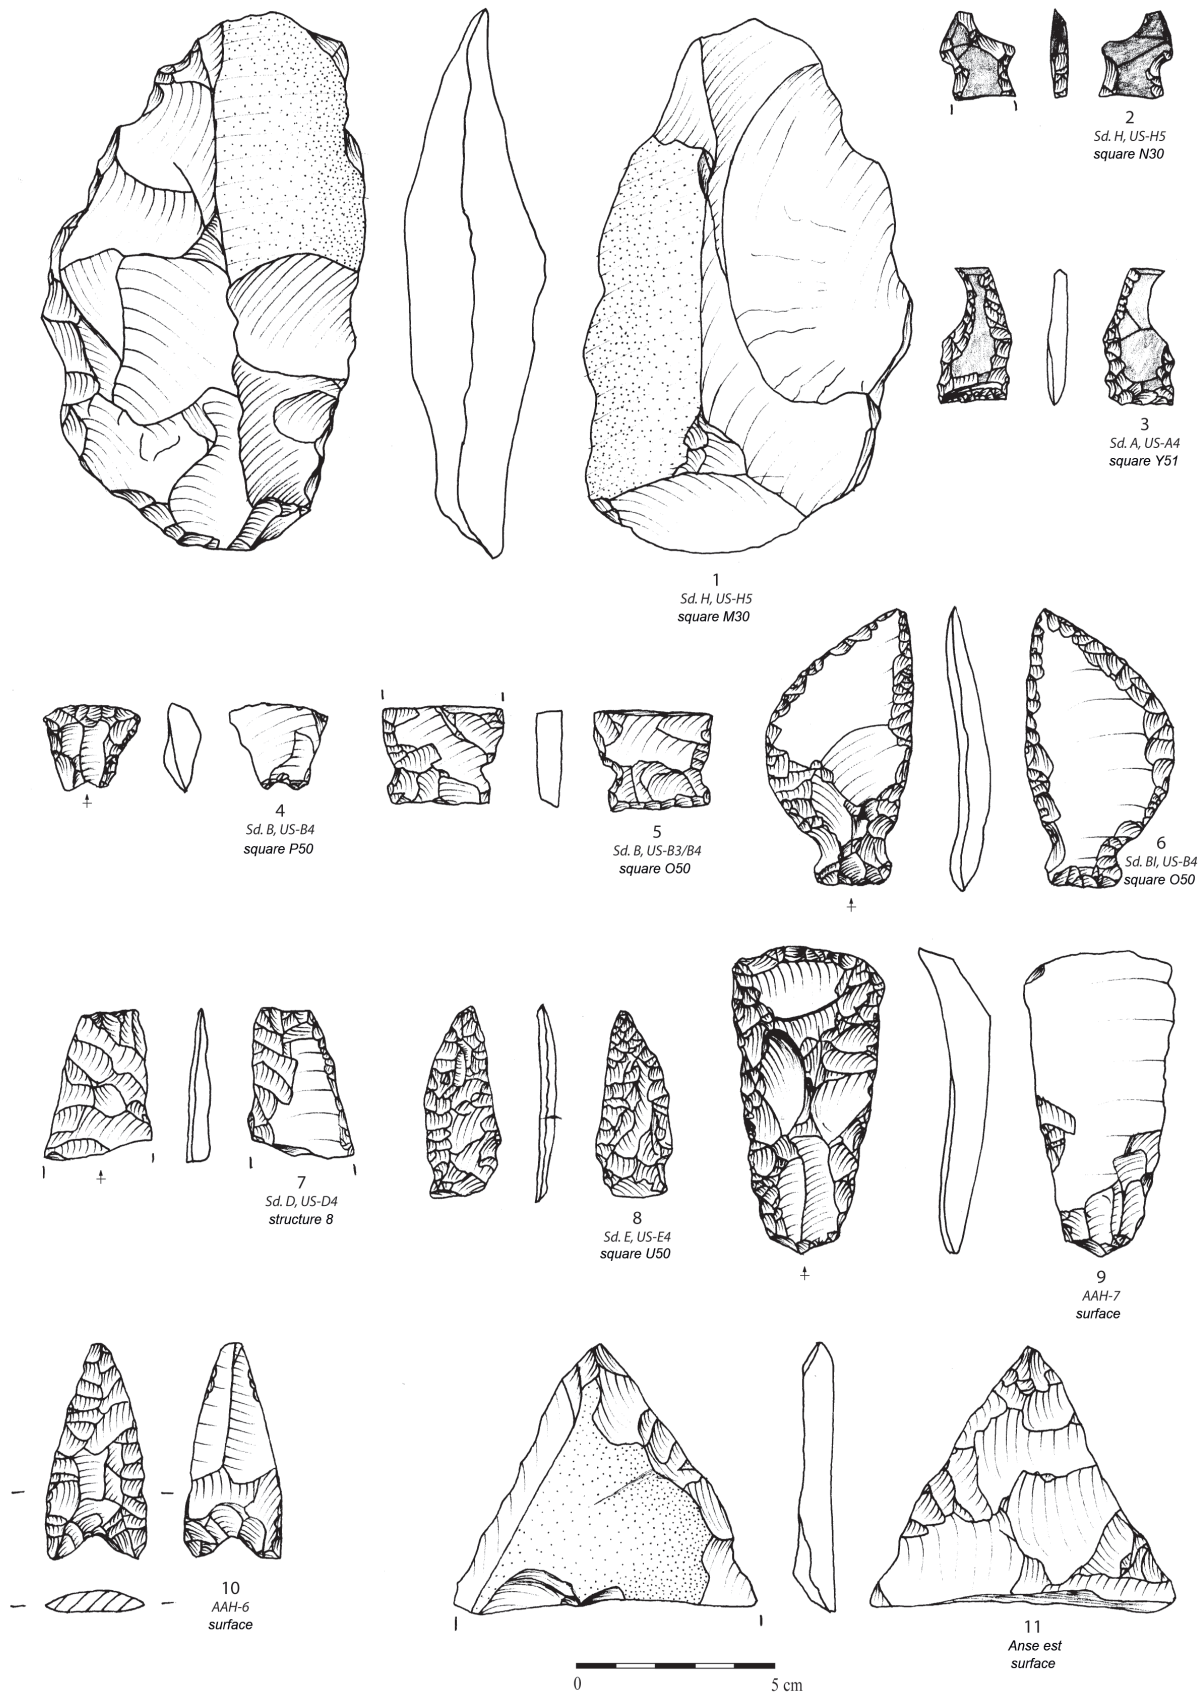 2
Sd. H, US-H5
square N30
3
Sd. A, US-A4
square Y51
1
Sd. H, US-H5
square M30
4
Sd. B, US-B4
square P50
5
Sd. B, US-B3/B4
square O50
6
Sd. BI, US-B4
square O50
7
Sd. D, US-D4
structure 8
8
Sd. E, US-E4
square U50
9
AAH-7
surface
10
AAH-6
surface
11
Anse est
surface
0 5 cm